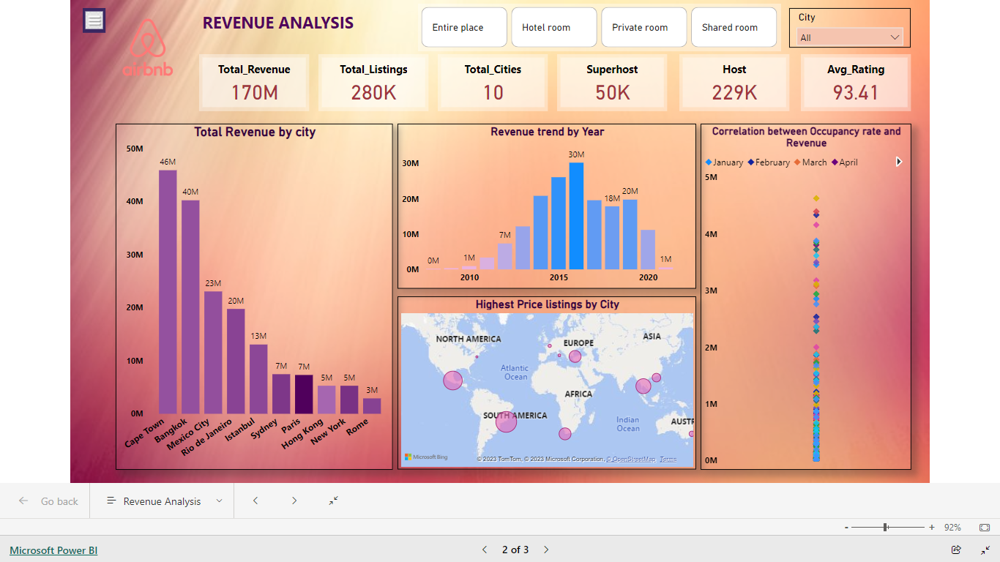 REVENUE ANALYSIS
Entire place
Hotel room
Private room
Shared room
City
All
airbnb
Total_Revenue
170M
Total_Listings
280K
Total_Cities
10
Superhost
50K
Host
229K
Avg_Rating
93.41
Total Revenue by city
50M
40M
30M
20M
10M
0M
46M
40M
23M
20M
13M
7M
7M
5M
5M
3M
Cape Town
Bangkok
Mexico City
Rio de Janeiro
Istanbul
Sydney
Paris
Hong Kong
New York
Rome
Revenue trend by Year
30M
20M
10M
0M
0M
1M
7M
30M
18M
20M
1M
2010
2015
2020
Highest Price listings by City
NORTH AMERICA
EUROPE
ASIA
Atlantic
Ocean
AFRICA
SOUTH AMERICA
Indian
Ocean
AUSTR
Microsoft Bing
© 2023 TomTom, © 2023 Microsoft Corporation, © OpenStreetMap Terms
Correlation between Occupancy rate and
Revenue
January February March April
5M
4M
3M
2M
1M
0M
Go back
Revenue Analysis
- + 92%
Microsoft Power BI
2 of 3